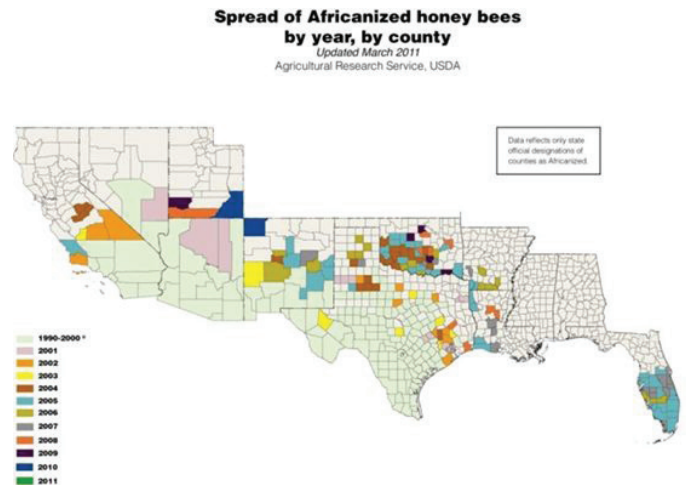 Spread of Africanized honey bees
by year, by county
Updated March 2011
Agricultural Research Service, USDA
Data reflects only state
official designations of
counties as Africanized.
1990-2000 *
2001
2002
2003
2004
2005
2006
2007
2008
2009
2010
2011